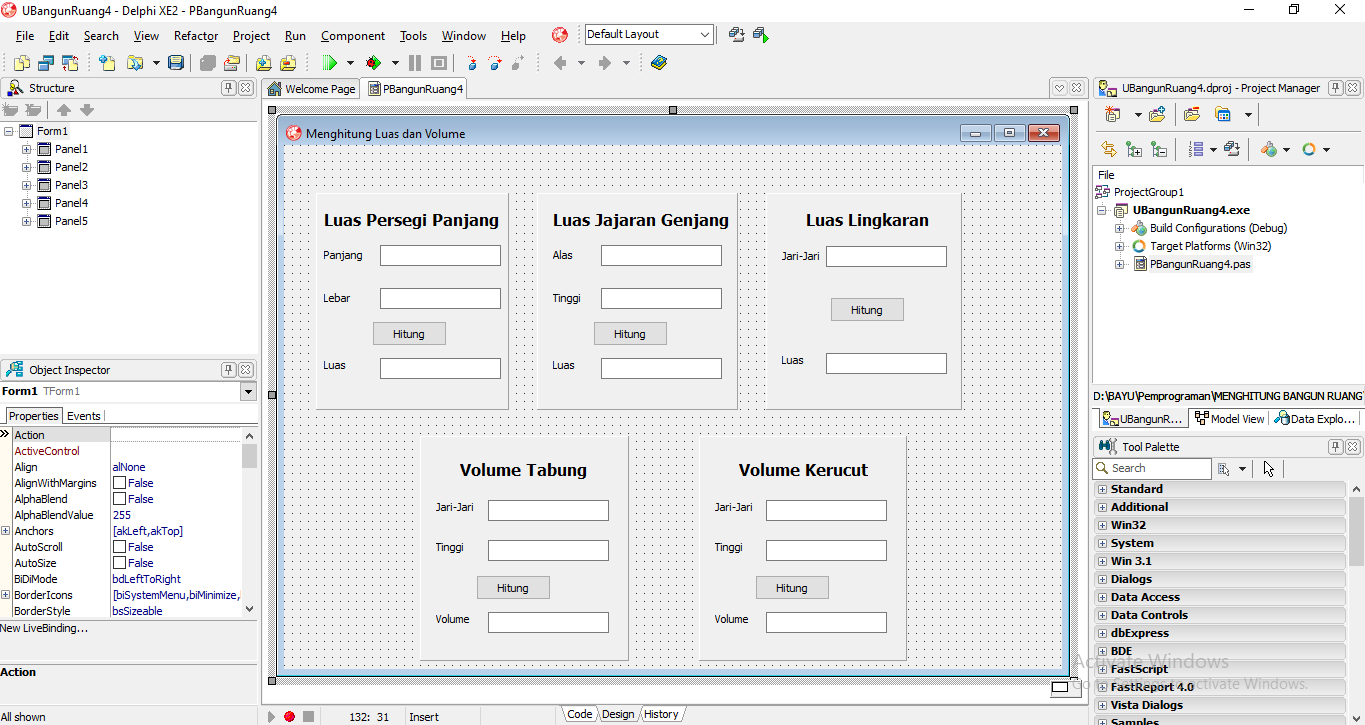 UBangunRuang4 - Delphi XE2 - PBangunRuang4
File Edit Search View Refactor Project Run Component Tools Window Help
Default Layout
Structure
Form1
Panel1
Panel2
Panel3
Panel4
Panel5
Object Inspector
Form1 TForm1
Properties Events
Action
ActiveControl
Align alNone
AlignWithMargins False
AlphaBlend False
AlphaBlendValue 255
Anchors [akLeft,akTop]
AutoScroll False
AutoSize False
BiDiMode bdLeftToRight
BorderIcons [biSystemMenu,biMinimize,
BorderStyle bsSizeable
New LiveBinding...
Action
All shown
Welcome Page PBangunRuang4
Menghitung Luas dan Volume
Luas Persegi Panjang
Panjang
Lebar
Hitung
Luas
Luas Jajaran Genjang
Alas
Tinggi
Hitung
Luas
Luas Lingkaran
Jari-Jari
Hitung
Luas
Volume Tabung
Jari-Jari
Tinggi
Hitung
Volume
Volume Kerucut
Jari-Jari
Tinggi
Hitung
Volume
132: 31 Insert
Code Design History
UBangunRuang4.dproj - Project Manager
File
ProjectGroup1
UBangunRuang4.exe
Build Configurations (Debug)
Target Platforms (Win32)
PBangunRuang4.pas
D:\BAYU\Pemprograman\MENGHITUNG BANGUN RUANG
UBangunR... Model View Data Explo...
Tool Palette
Search
Standard
Additional
Win32
System
Win 3.1
Dialogs
Data Access
Data Controls
dbExpress
BDE
Activate Windows
FastScript
Go to Settings to activate Windows.
FastReport 4.0
Vista Dialogs
Samples